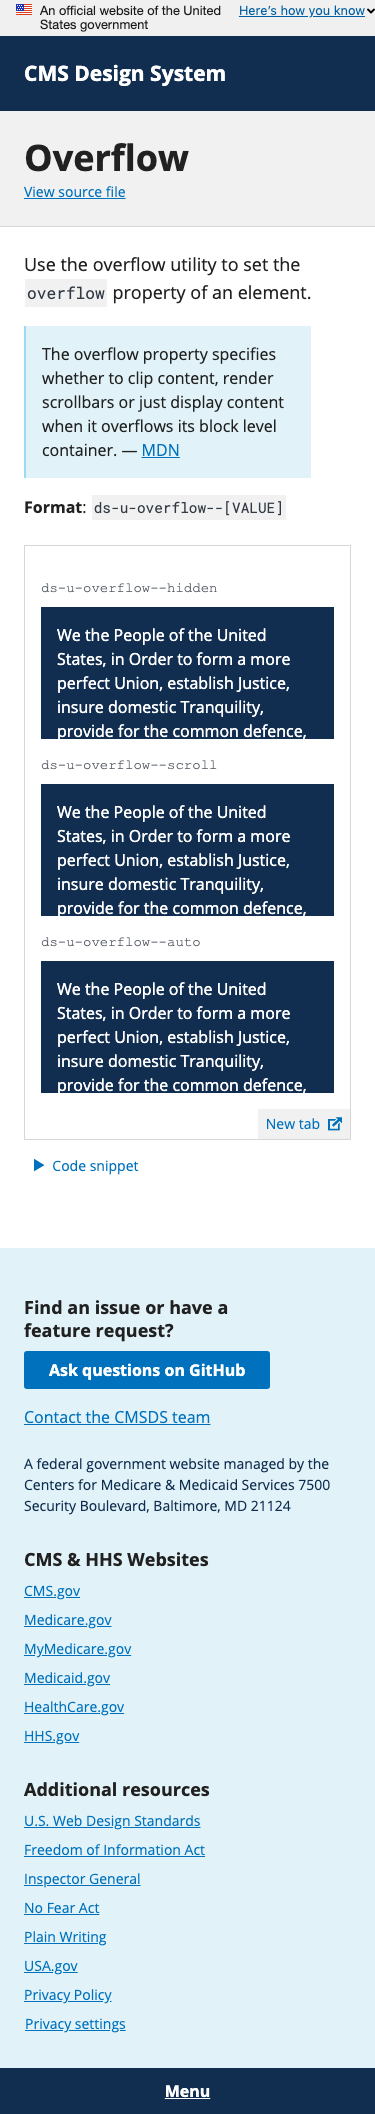 An official website of the United
States government
Here's how you know
CMS Design System
Overflow
View source file
Use the overflow utility to set the
overflow property of an element.
The overflow property specifies
whether to clip content, render
scrollbars or just display content
when it overflows its block level
container. — MDN
Format: ds-u-overflow--[VALUE]
ds-u-overflow--hidden
We the People of the United
States, in Order to form a more
perfect Union, establish Justice,
insure domestic Tranquility,
provide for the common defence,
ds-u-overflow--scroll
We the People of the United
States, in Order to form a more
perfect Union, establish Justice,
insure domestic Tranquility,
provide for the common defence,
ds-u-overflow--auto
We the People of the United
States, in Order to form a more
perfect Union, establish Justice,
insure domestic Tranquility,
provide for the common defence,
New tab
Code snippet
Find an issue or have a
feature request?
Ask questions on GitHub
Contact the CMSDS team
A federal government website managed by the
Centers for Medicare & Medicaid Services 7500
Security Boulevard, Baltimore, MD 21124
CMS & HHS Websites
CMS.gov
Medicare.gov
MyMedicare.gov
Medicaid.gov
HealthCare.gov
HHS.gov
Additional resources
U.S. Web Design Standards
Freedom of Information Act
Inspector General
No Fear Act
Plain Writing
USA.gov
Privacy Policy
Privacy settings
Menu